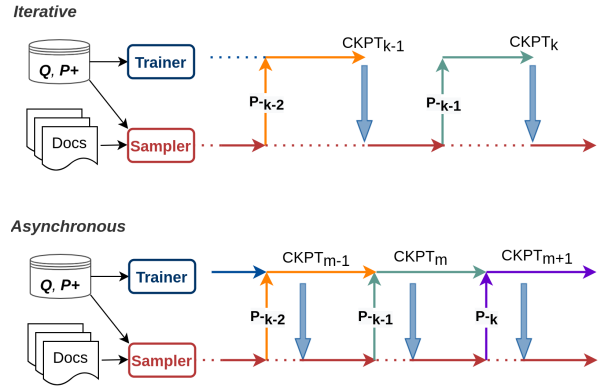 Iterative
CKPTk-1
CKPTk
Q, P+
Trainer
P-k-2
P-k-1
Docs
Sampler
Asynchronous
CKPTm-1
CKPTm
CKPTm+1
Q, P+
Trainer
P-k-2
P-k-1
P-k
Docs
Sampler